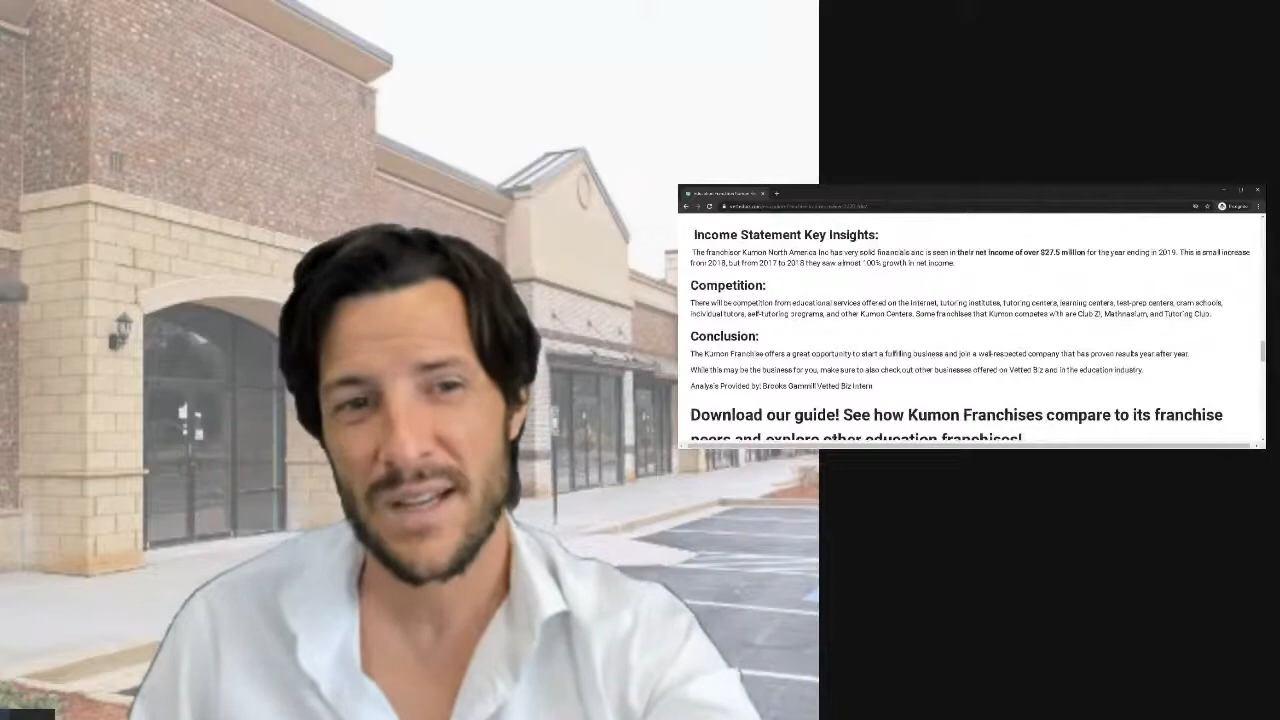 Income Statement Key Insights:
The franchisor Kumon North America Inc has very solid financials and is seen in their net income of over $27.5 million for the year ending in 2019. This is small increase
from 2018, but from 2017 to 2018 they saw almost 100% growth in net income.
Competition:
There will be competition from educational services offered on the Internet, tutoring institutes, tutoring centers, learning centers, test-prep centers, cram schools,
individual tutors, self-tutoring programs, and other Kumon Centers. Some franchises that Kumon competes with are Club Z!, Mathnasium, and Tutoring Club.
Conclusion:
The Kumon Franchise offers a great opportunity to start a fulfilling business and join a well-respected company that has proven results year after year.
While this may be the business for you, make sure to also check out other businesses offered on Vetted Biz and in the education industry.
Analysis Provided by: Brooks Gammill Vetted Biz Intern
Download our guide! See how Kumon Franchises compare to its franchise
peers and explore other education franchises!